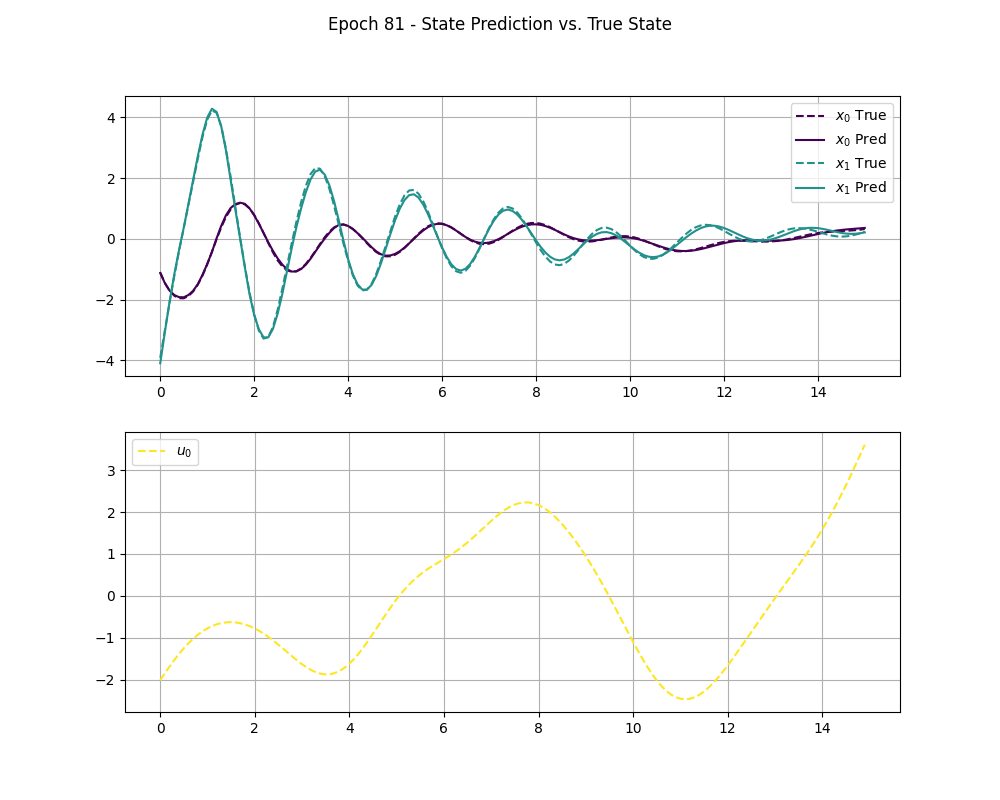 Epoch 81 - State Prediction vs. True State
4
2
0
−2
−4
x₀ True
x₀ Pred
x₁ True
x₁ Pred
0 2 4 6 8 10 12 14
3
2
1
0
−1
−2
u₀
0 2 4 6 8 10 12 14